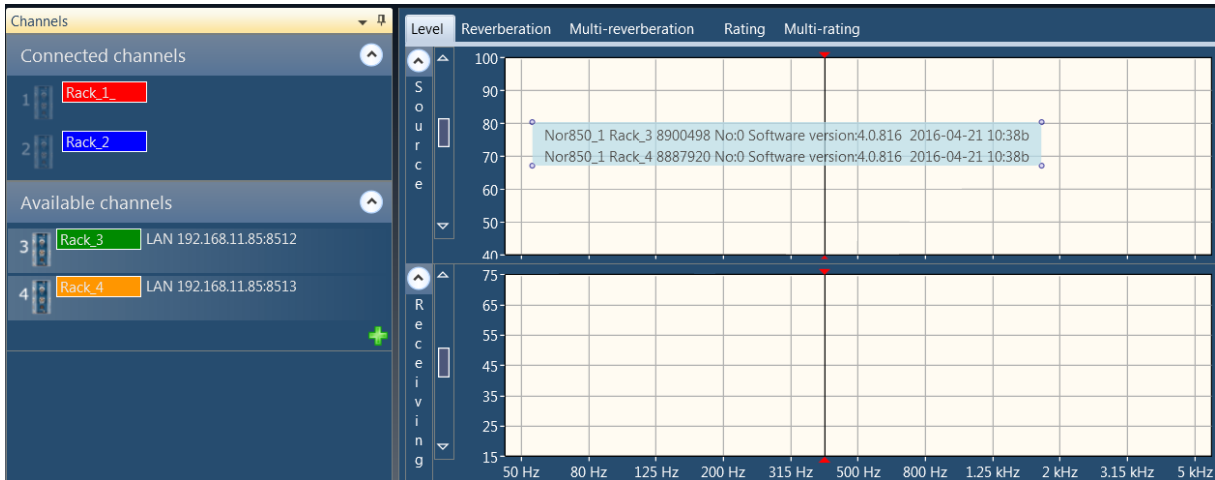 Channels
Connected channels
1 Rack_1_
2 Rack_2
Available channels
3 Rack_3 LAN 192.168.11.85:8512
4 Rack_4 LAN 192.168.11.85:8513
Level Reverberation Multi-reverberation Rating Multi-rating
Source
100
90
80
70
60
50
40
Nor850_1 Rack_3 8900498 No:0 Software version:4.0.816 2016-04-21 10:38b
Nor850_1 Rack_4 8887920 No:0 Software version:4.0.816 2016-04-21 10:38b
Receiving
75
65
55
45
35
25
15
50 Hz 80 Hz 125 Hz 200 Hz 315 Hz 500 Hz 800 Hz 1.25 kHz 2 kHz 3.15 kHz 5 kHz